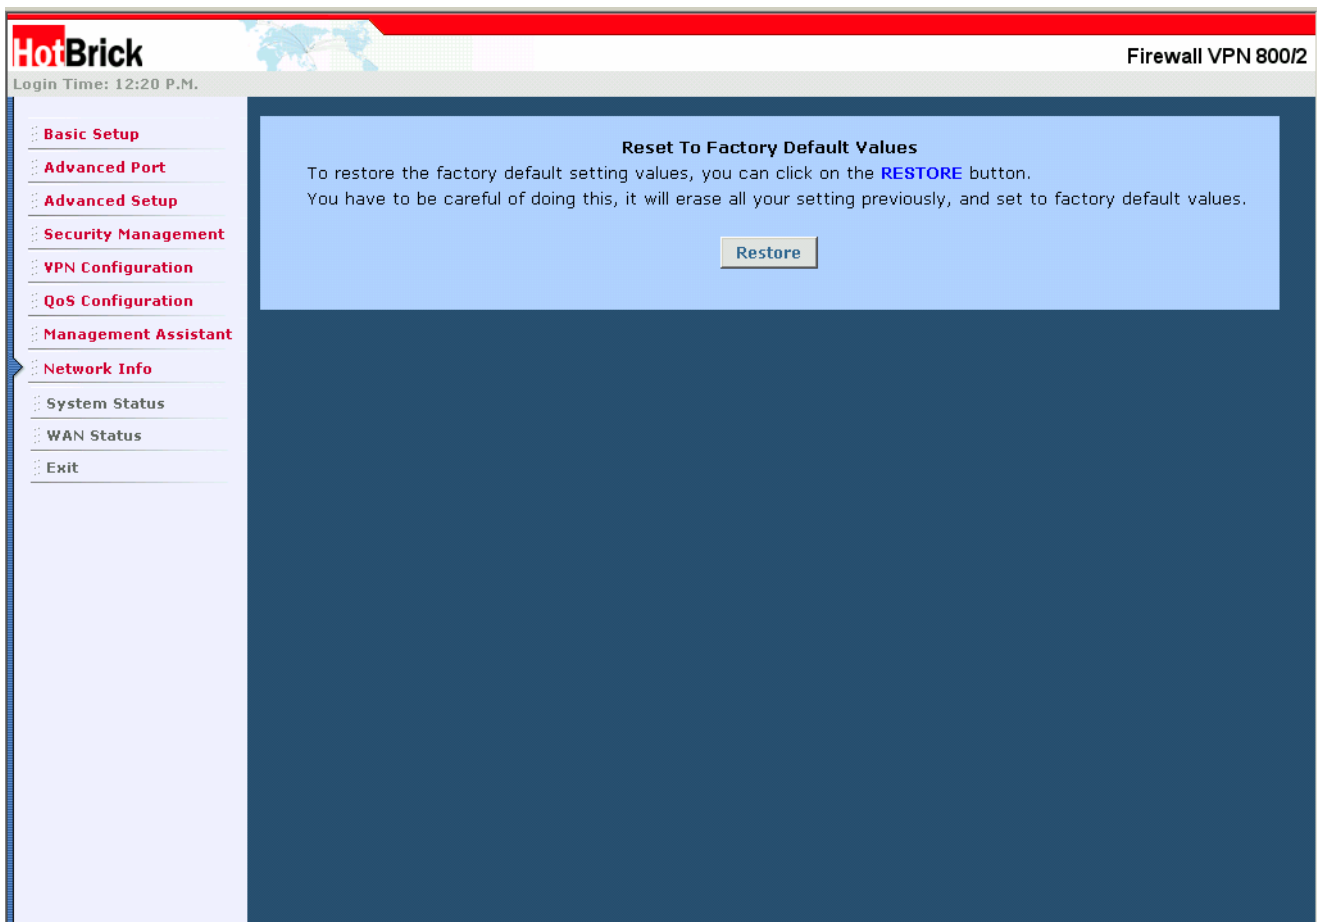 HotBrick
Firewall VPN 800/2
Login Time: 12:20 P.M.
Basic Setup
Advanced Port
Advanced Setup
Security Management
VPN Configuration
QoS Configuration
Management Assistant
Network Info
System Status
WAN Status
Exit
Reset To Factory Default Values
To restore the factory default setting values, you can click on the RESTORE button.
You have to be careful of doing this, it will erase all your setting previously, and set to factory default values.
Restore